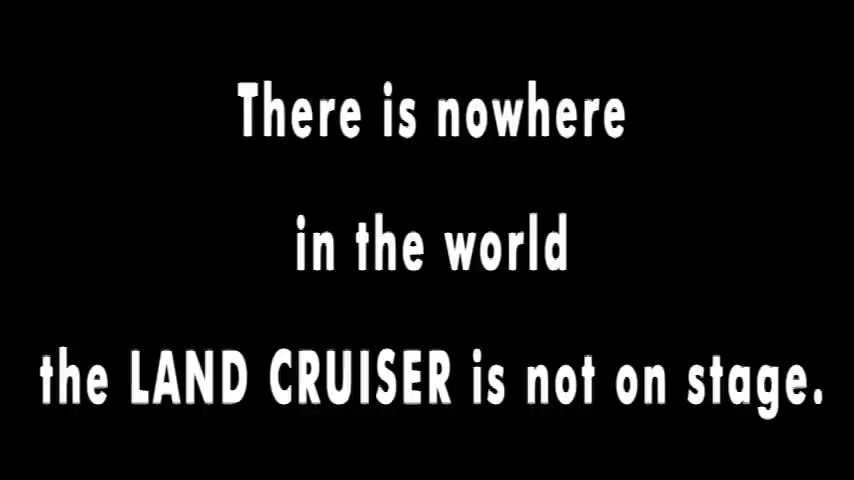 There is nowhere
in the world
the LAND CRUISER is not on stage.